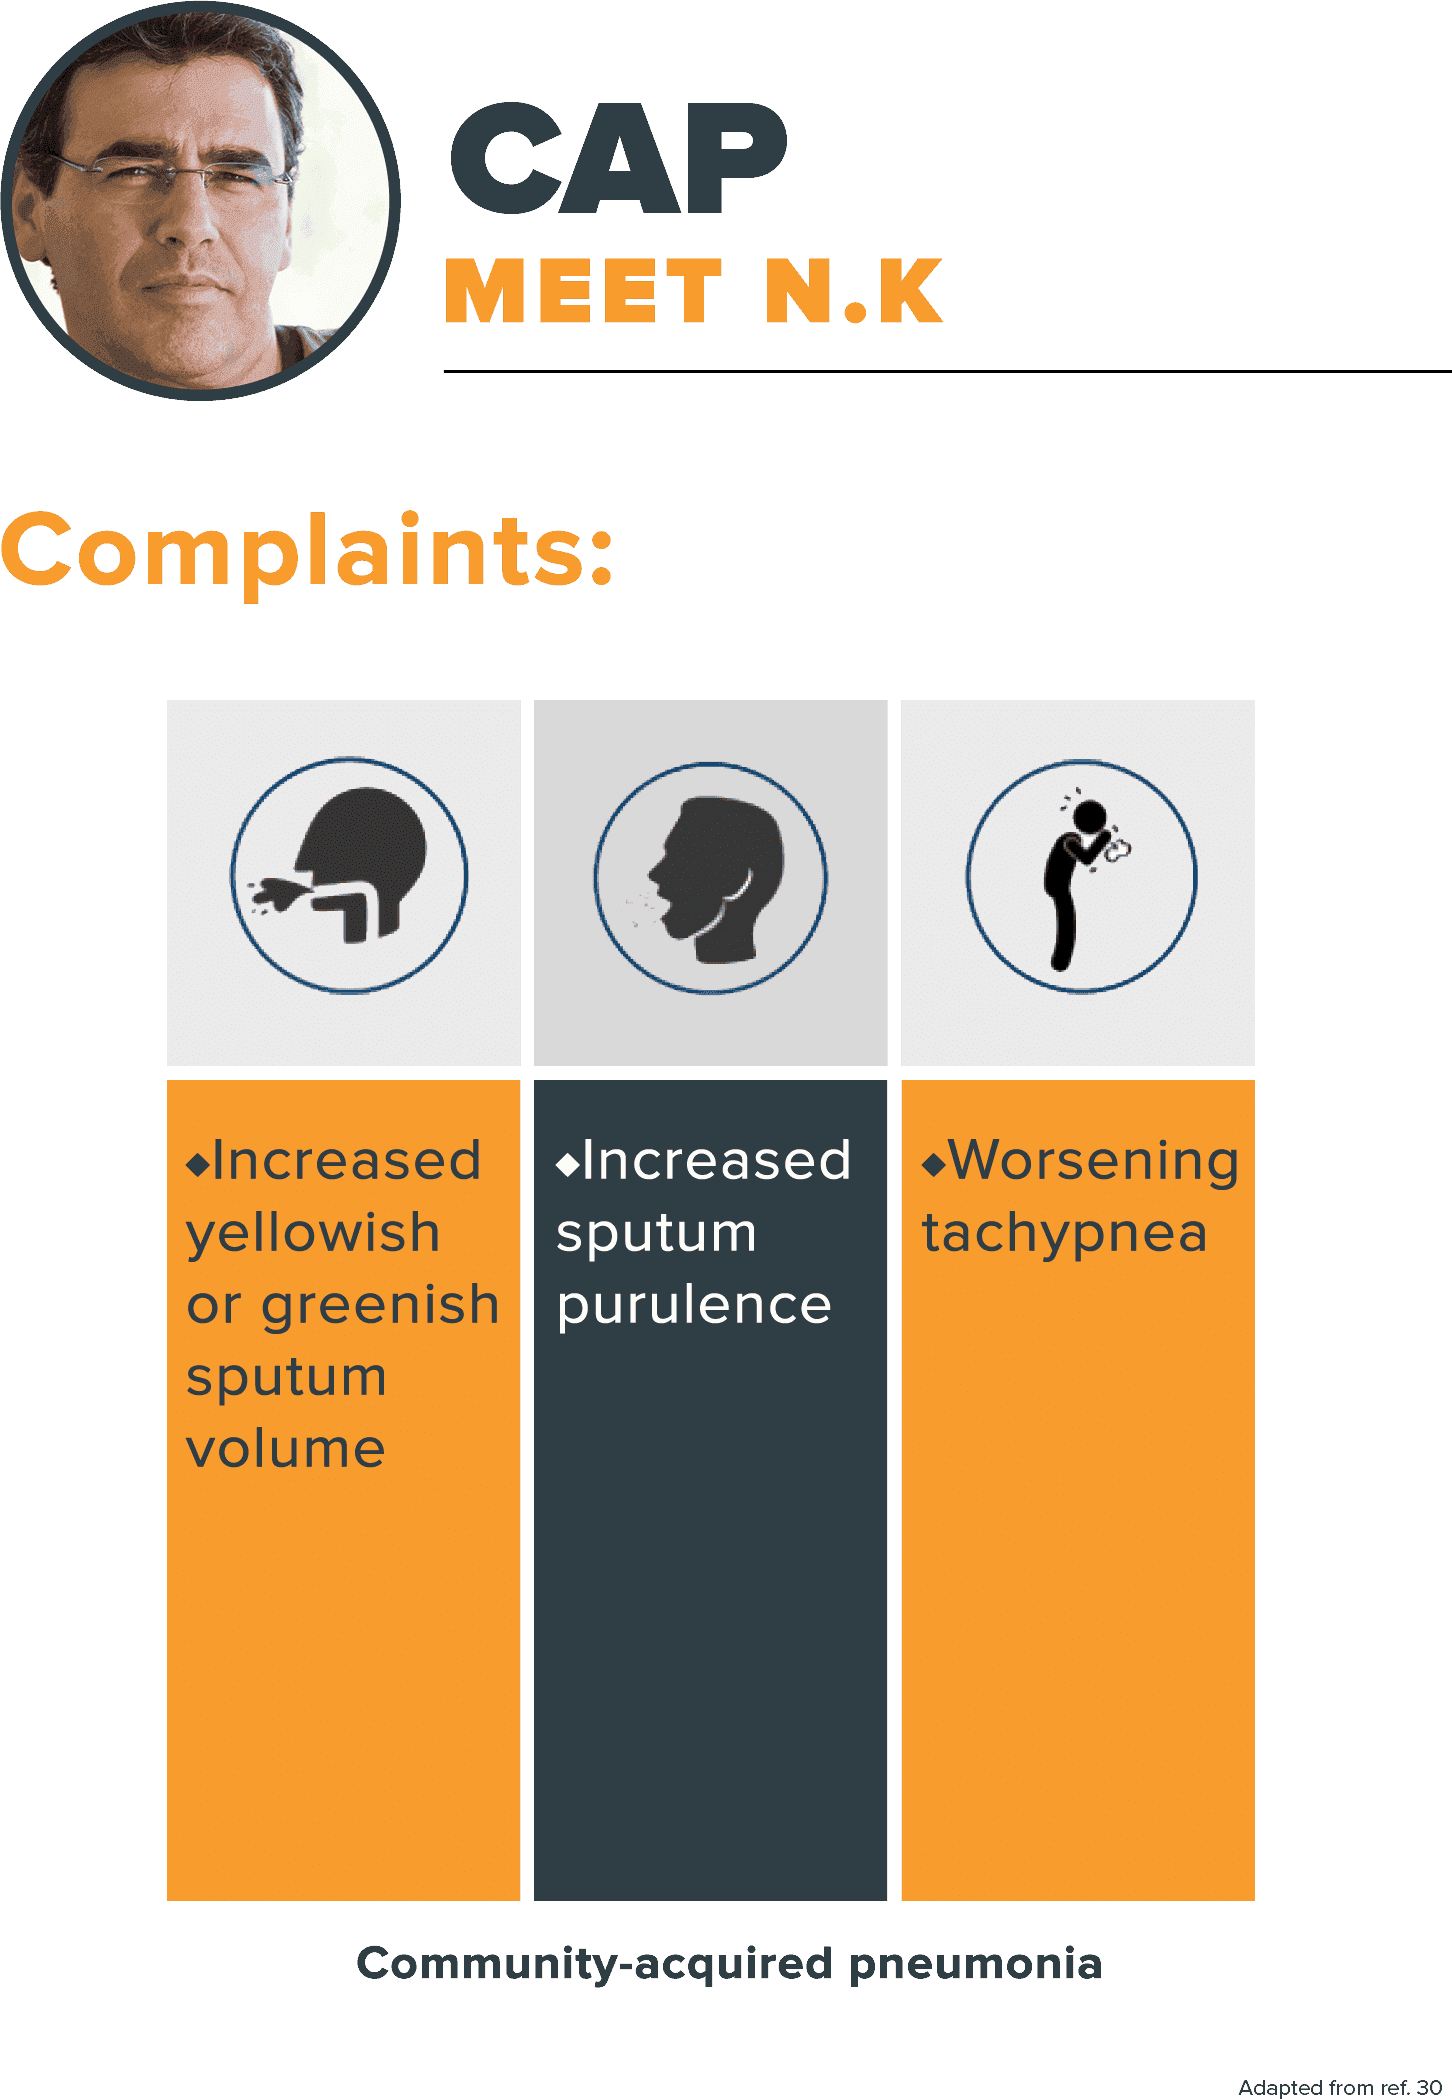 CAP
MEET N.K
Complaints:
◆Increased
yellowish
or greenish
sputum
volume
◆Increased
sputum
purulence
◆Worsening
tachypnea
Community-acquired pneumonia
Adapted from ref. 30